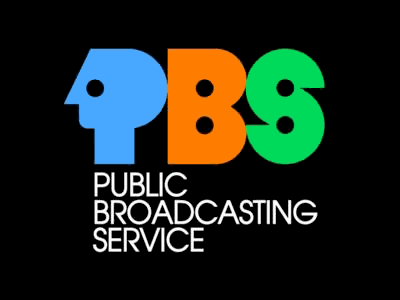 PBS
PUBLIC
BROADCASTING
SERVICE